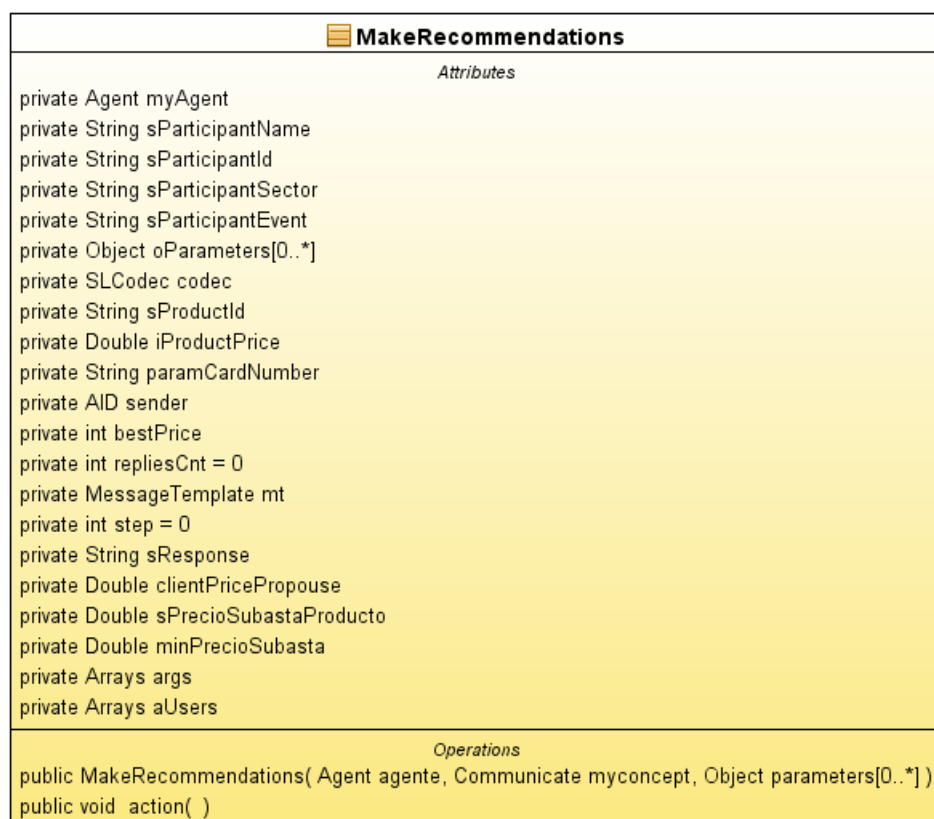 MakeRecommendations
Attributes
private Agent myAgent
private String sParticipantName
private String sParticipantId
private String sParticipantSector
private String sParticipantEvent
private Object oParameters[0..*]
private SLCodec codec
private String sProductId
private Double iProductPrice
private String paramCardNumber
private AID sender
private int bestPrice
private int repliesCnt = 0
private MessageTemplate mt
private int step = 0
private String sResponse
private Double clientPricePropouse
private Double sPrecioSubastaProducto
private Double minPrecioSubasta
private Arrays args
private Arrays aUsers
Operations
public MakeRecommendations( Agent agente, Communicate myconcept, Object parameters[0..*] )
public void action( )